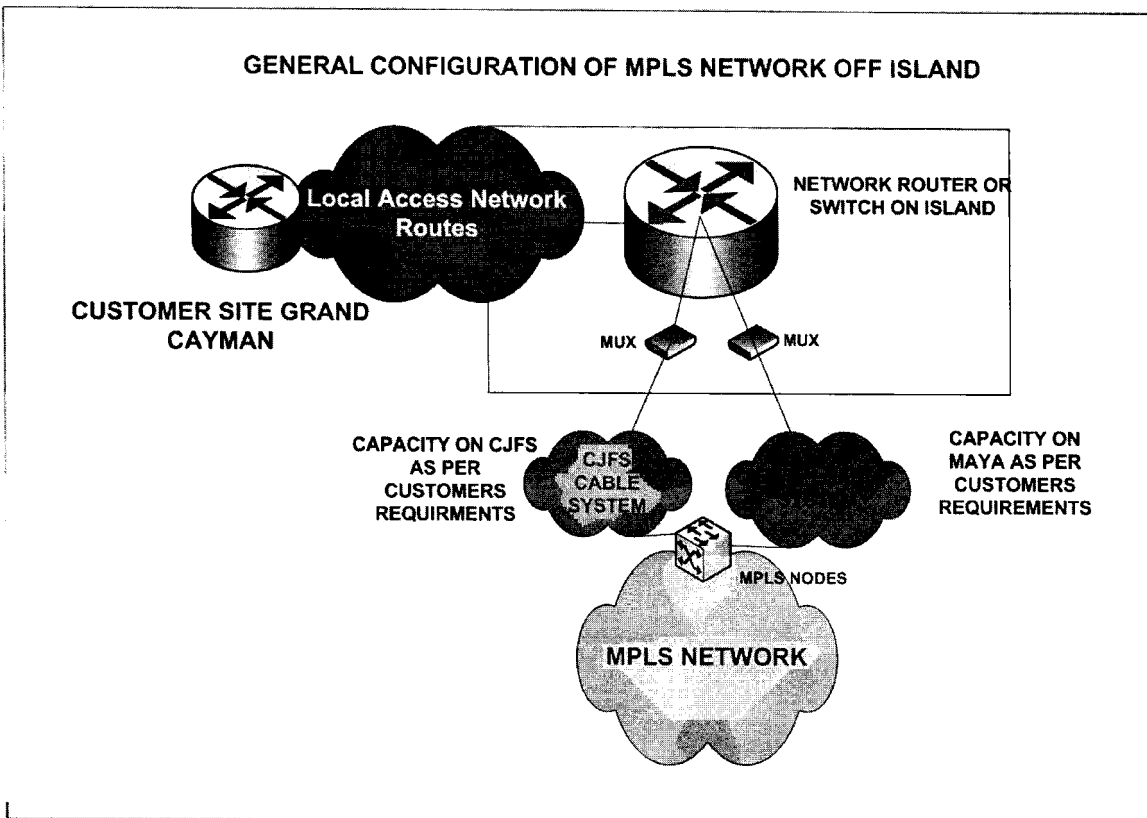 GENERAL CONFIGURATION OF MPLS NETWORK OFF ISLAND
Local Access Network
Routes
NETWORK ROUTER OR
SWITCH ON ISLAND
CUSTOMER SITE GRAND
CAYMAN
MUX
MUX
CAPACITY ON CJFS
AS PER
CUSTOMERS
REQUIRMENTS
CJFS
CABLE
SYSTEM
CAPACITY ON
MAYA AS PER
CUSTOMERS
REQUIREMENTS
MPLS NODES
MPLS NETWORK